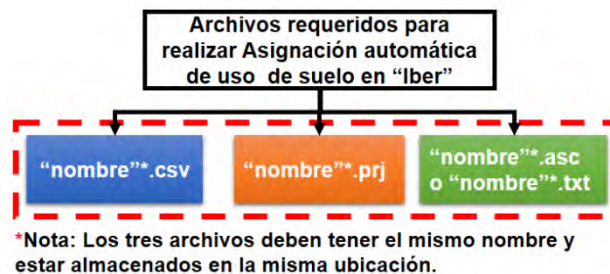 Archivos requeridos para
realizar Asignación automática
de uso de suelo en “Iber”
“nombre”*.csv
“nombre”*.prj
“nombre”*.asc
o “nombre”*.txt
*Nota: Los tres archivos deben tener el mismo nombre y
estar almacenados en la misma ubicación.